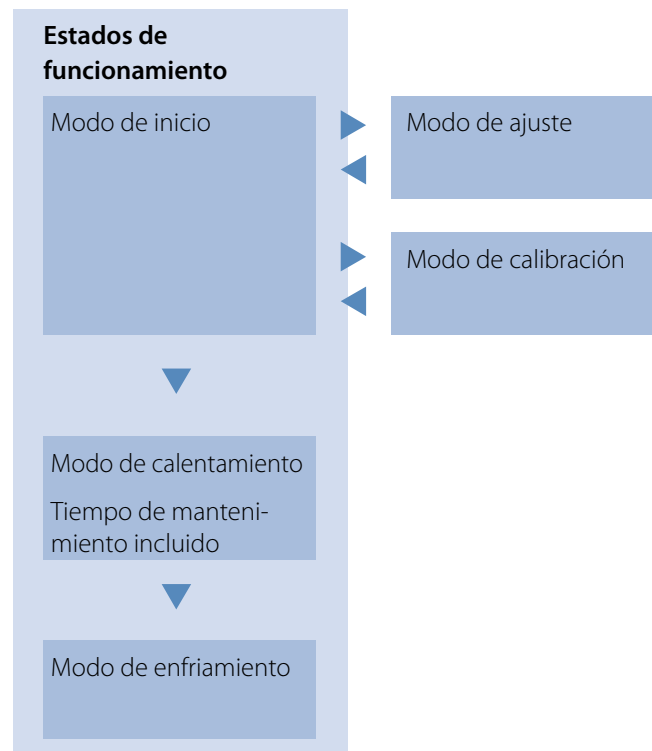 Estados de
funcionamiento
Modo de inicio
Modo de ajuste
Modo de calibración
Modo de calentamiento
Tiempo de manteni-
miento incluido
Modo de enfriamiento